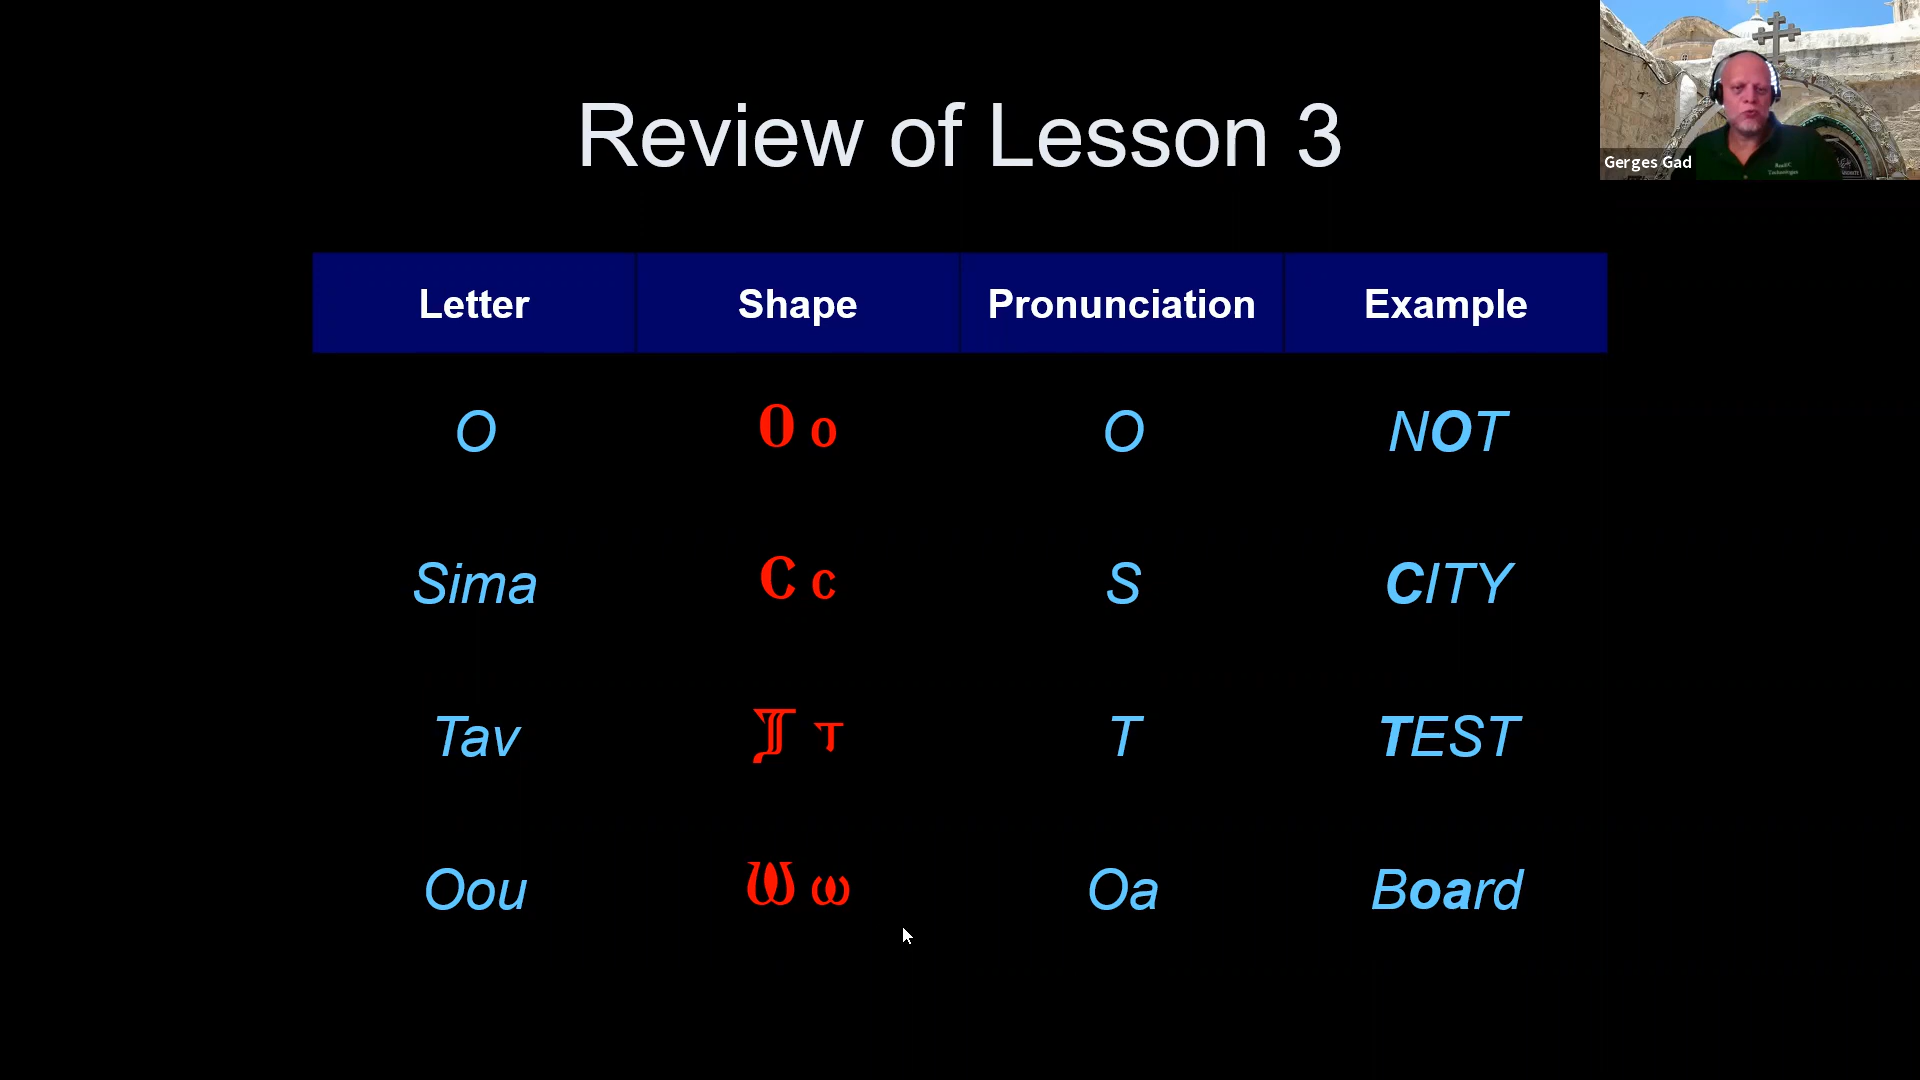 Review of Lesson 3
Gerges Gad
Letter Shape Pronunciation Example
O Ⲟ ⲟ O NOT
Sima Ⲥ ⲥ S CITY
Tav Ⲧ ⲧ T TEST
Oou Ⲱ ⲱ Oa Board